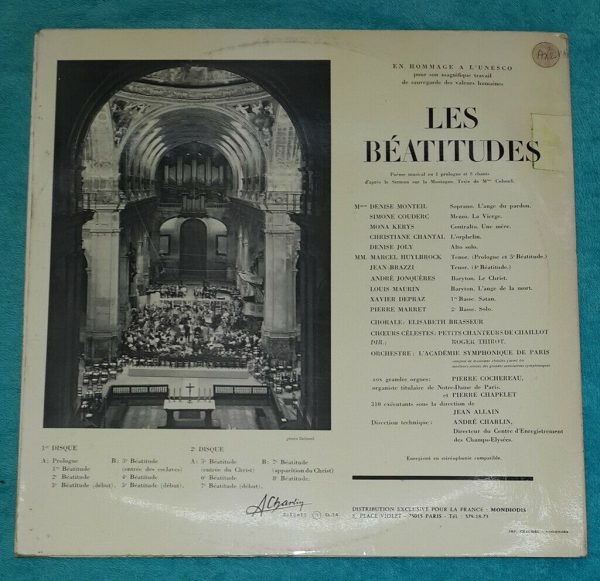 EN HOMMAGE A L'UNESCO
pour son magnifique travail
de sauvegarde des valeurs humaines.
LES
BÉATITUDES
Poème musical en 1 prologue et 8 chants
d'après le Sermon sur la Montagne. Texte de Mme Colomb.
Mmes DENISE MONTEIL Soprano. L'ange du pardon.
SIMONE COUDERC Mezzo. La Vierge.
MONA KERYS Contralto. Une mère.
CHRISTIANE CHANTAL L'orphelin.
DENISE JOLY Alto solo.
MM. MARCEL HUYLBROCK Tenor. (Prologue et 5e Béatitude.)
JEAN BRAZZI Tenor. (4e Béatitude.)
ANDRÉ JONQUÈRES Baryton. Le Christ.
LOUIS MAURIN Baryton. L'ange de la mort.
XAVIER DEPRAZ 1re Basse. Satan.
PIERRE MARRET 2e Basse. Solo.
CHORALE: ELISABETH BRASSEUR
CHŒURS CÉLESTES: PETITS CHANTEURS DE CHAILLOT
DIR.: ROGER THIROT.
ORCHESTRE: L'ACADÉMIE SYMPHONIQUE DE PARIS
aux grandes orgues: PIERRE COCHEREAU,
organiste titulaire de Notre-Dame de Paris,
et PIERRE CHAPELET
310 exécutants sous la direction de
JEAN ALLAIN
Direction technique: ANDRÉ CHARLIN,
Directeur du Centre d'Enregistrement
des Champs-Elysées.
Enregistré en stéréophonie compatible.
1er DISQUE
A: Prologue
1re Béatitude
2e Béatitude
3e Béatitude (début).
B: 3e Béatitude
(entrée des esclaves)
4e Béatitude
5e Béatitude (début).
2e DISQUE
A: 5e Béatitude
(entrée du Christ)
6e Béatitude
7e Béatitude (début).
B: 7e Béatitude
(apparition du Christ)
8e Béatitude.
A Charlin
DISTRIBUTION EXCLUSIVE POUR LA FRANCE: MONDIODIS
5, PLACE VIOLET - 75015 PARIS - Tél.